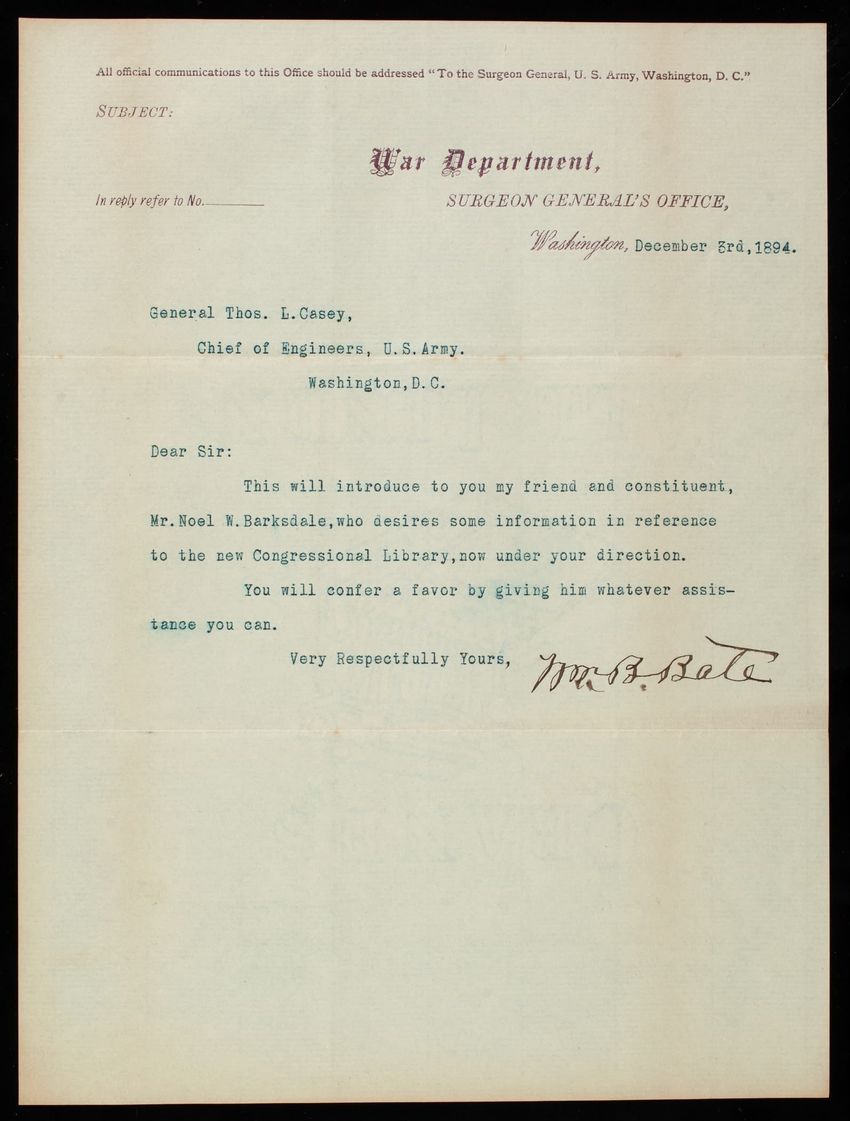 All official communications to this Office should be addressed "To the Surgeon General, U. S. Army, Washington, D. C."
SUBJECT:
War Department,
In reply refer to No.
SURGEON GENERAL'S OFFICE,
Washington, December 3rd, 1894.
General Thos. L. Casey,
Chief of Engineers, U.S. Army.
Washington, D.C.
Dear Sir:
This will introduce to you my friend and constituent,
Mr. Noel W. Barksdale, who desires some information in reference
to the new Congressional Library, now under your direction.
You will confer a favor by giving him whatever assis-
tance you can.
Very Respectfully Yours,
Wm. B. Bate